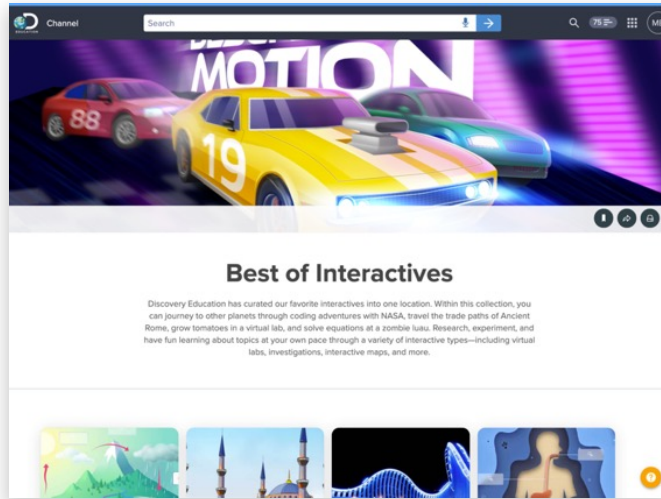 EDUCATION
Channel
Search
75
MOTION
88
19
Best of Interactives
Discovery Education has curated our favorite interactives into one location. Within this collection, you
can journey to other planets through coding adventures with NASA, travel the trade paths of Ancient
Rome, grow tomatoes in a virtual lab, and solve equations at a zombie luau. Research, experiment, and
have fun learning about topics at your own pace through a variety of interactive types—including virtual
labs, investigations, interactive maps, and more.